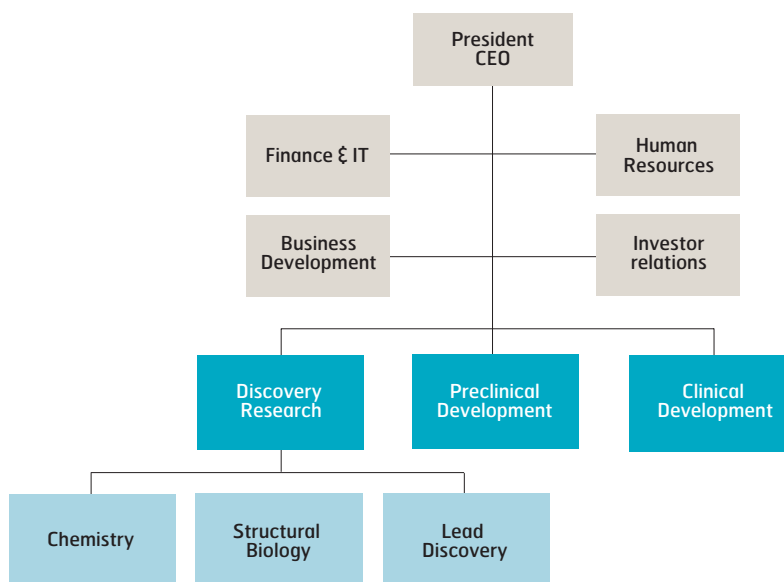 President
CEO
Finance & IT
Human
Resources
Business
Development
Investor
relations
Discovery
Research
Preclinical
Development
Clinical
Development
Chemistry
Structural
Biology
Lead
Discovery